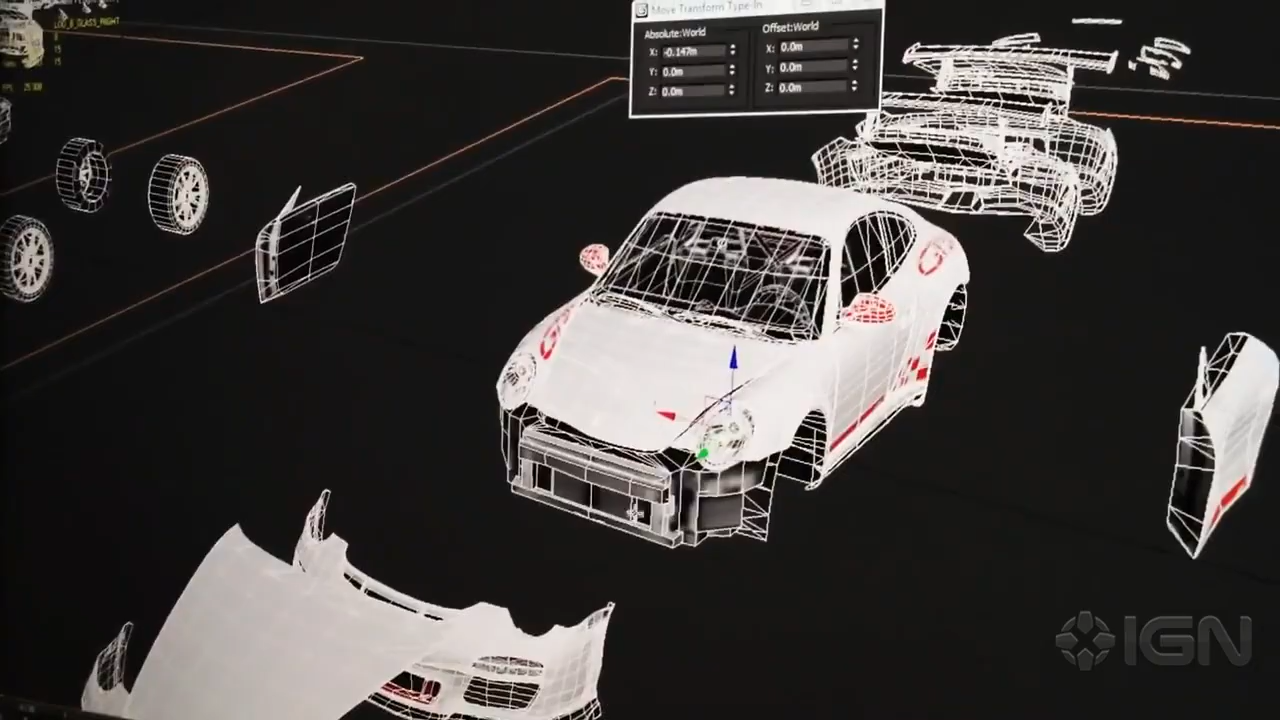 LOD_0_GLASS_RIGHT
Move Transform Type-In
Absolute:World
Offset:World
X: -0.147m
X: 0.0m
Y: 0.0m
Y: 0.0m
Z: 0.0m
Z: 0.0m
IGN